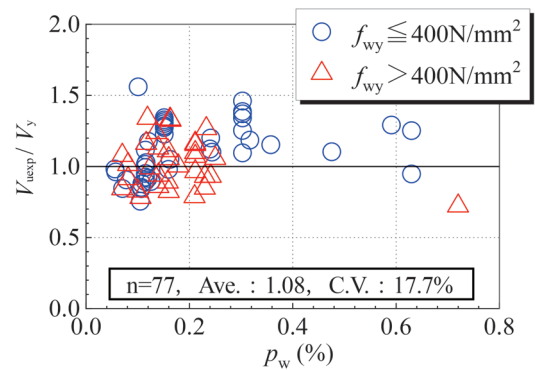 f_wy≦400N/mm²
f_wy＞400N/mm²
2.0
1.5
1.0
0.5
0.0
V_uexp / V_y
n=77, Ave. : 1.08, C.V. : 17.7%
0.0 0.2 0.4 0.6 0.8
p_w (%)